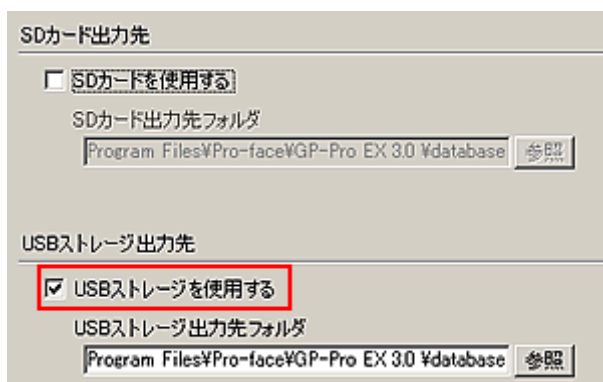 SDカード出力先
SDカードを使用する
SDカード出力先フォルダ
Program Files¥Pro-face¥GP-Pro EX 3.0 ¥database 参照
USBストレージ出力先
USBストレージを使用する
USBストレージ出力先フォルダ
Program Files¥Pro-face¥GP-Pro EX 3.0 ¥database 参照